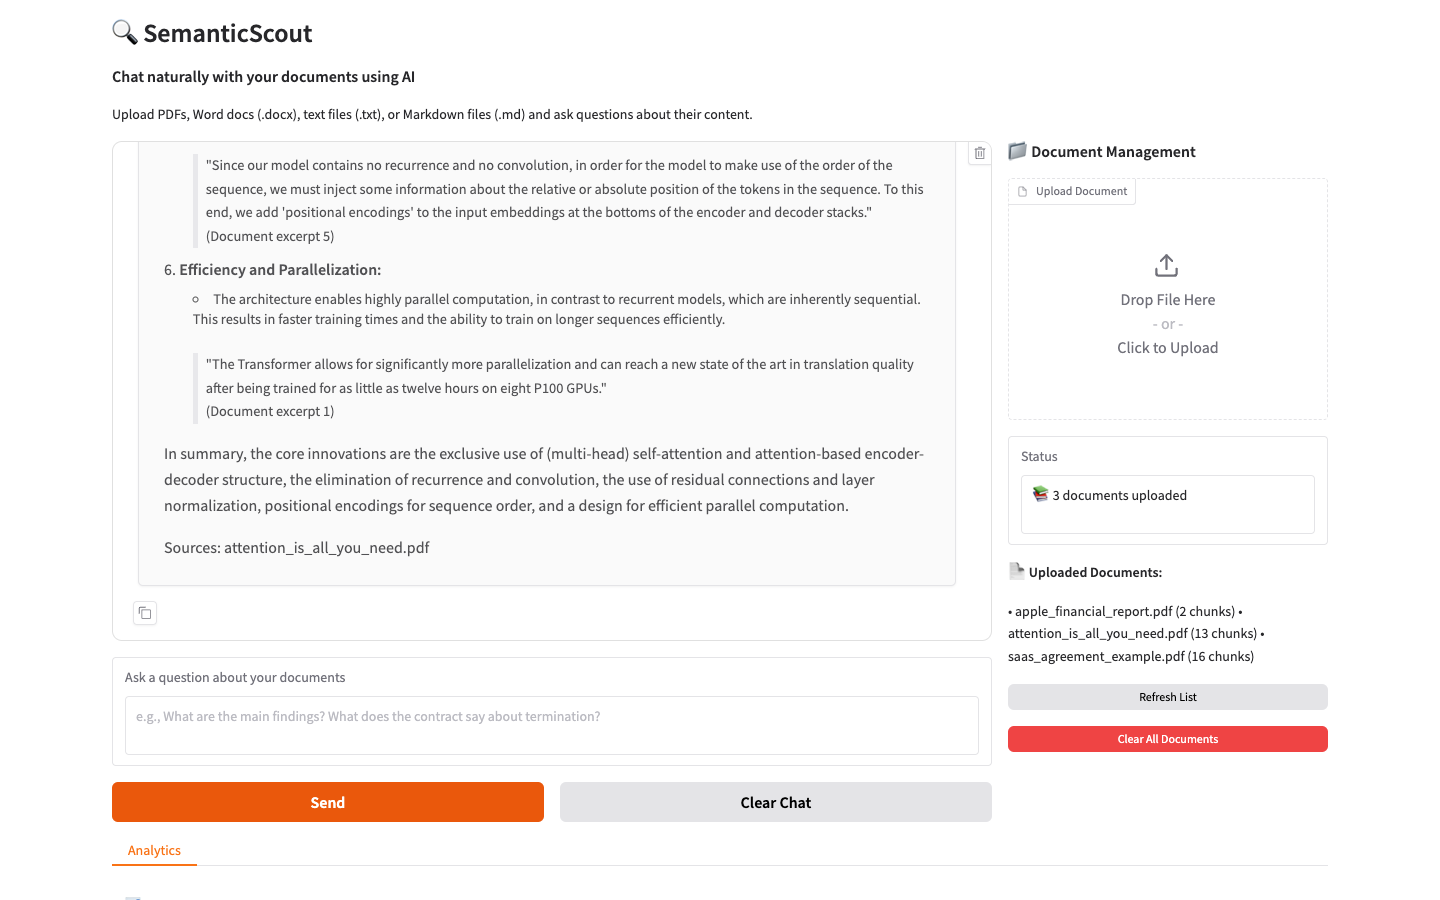 SemanticScout
Chat naturally with your documents using AI
Upload PDFs, Word docs (.docx), text files (.txt), or Markdown files (.md) and ask questions about their content.
"Since our model contains no recurrence and no convolution, in order for the model to make use of the order of the
sequence, we must inject some information about the relative or absolute position of the tokens in the sequence. To this
end, we add 'positional encodings' to the input embeddings at the bottoms of the encoder and decoder stacks."
(Document excerpt 5)
6. Efficiency and Parallelization:
The architecture enables highly parallel computation, in contrast to recurrent models, which are inherently sequential.
This results in faster training times and the ability to train on longer sequences efficiently.
"The Transformer allows for significantly more parallelization and can reach a new state of the art in translation quality
after being trained for as little as twelve hours on eight P100 GPUs."
(Document excerpt 1)
In summary, the core innovations are the exclusive use of (multi-head) self-attention and attention-based encoder-
decoder structure, the elimination of recurrence and convolution, the use of residual connections and layer
normalization, positional encodings for sequence order, and a design for efficient parallel computation.
Sources: attention_is_all_you_need.pdf
Ask a question about your documents
e.g., What are the main findings? What does the contract say about termination?
Send
Clear Chat
Analytics
Document Management
Upload Document
Drop File Here
- or -
Click to Upload
Status
3 documents uploaded
Uploaded Documents:
• apple_financial_report.pdf (2 chunks) •
attention_is_all_you_need.pdf (13 chunks) •
saas_agreement_example.pdf (16 chunks)
Refresh List
Clear All Documents